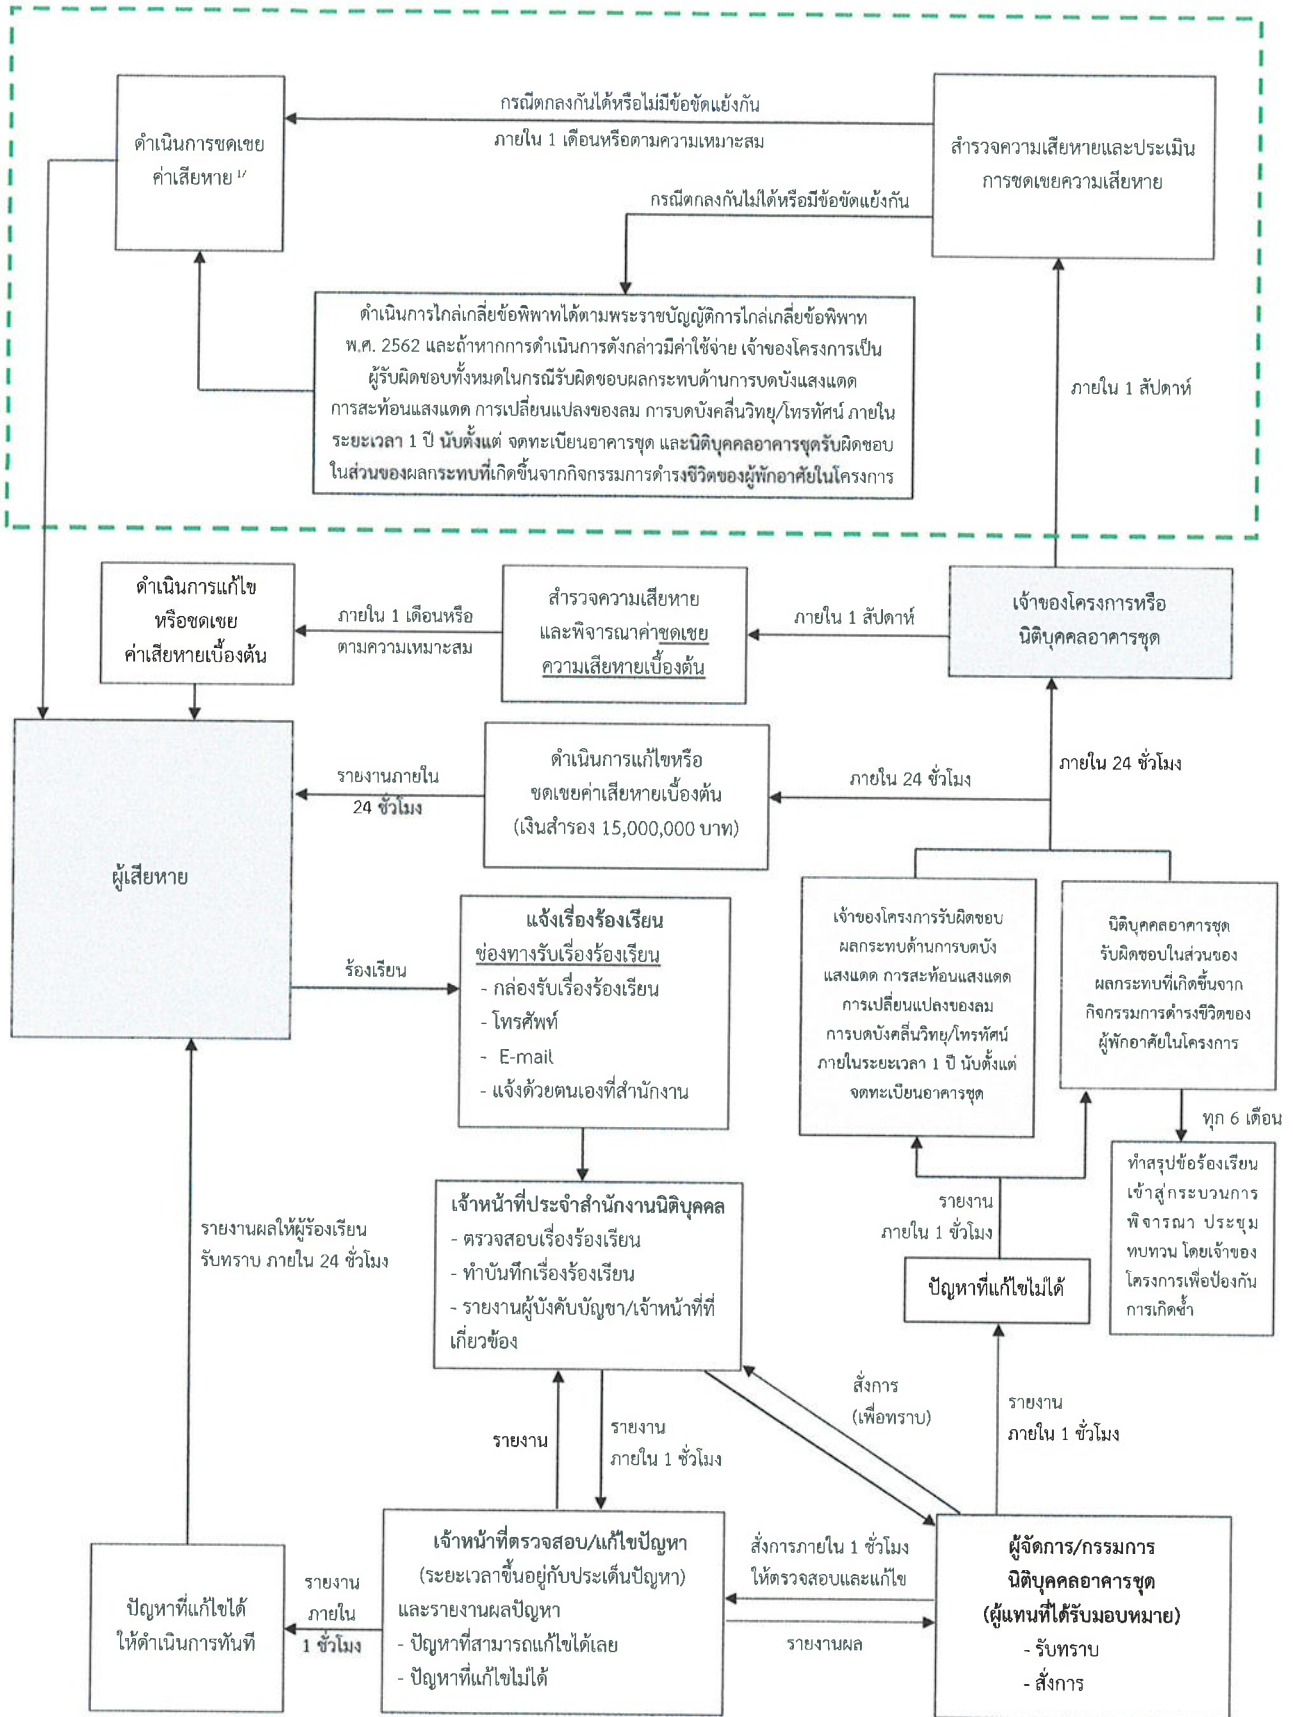 กรณีตกลงกันได้หรือไม่มีข้อขัดแย้งกัน
ภายใน 1 เดือนหรือตามความเหมาะสม
ดำเนินการชดเชย
ค่าเสียหาย 1/
สำรวจความเสียหายและประเมิน
การชดเชยความเสียหาย
กรณีตกลงกันไม่ได้หรือมีข้อขัดแย้งกัน
ดำเนินการไกล่เกลี่ยข้อพิพาทได้ตามพระราชบัญญัติการไกล่เกลี่ยข้อพิพาท
พ.ศ. 2562 และถ้าหากการดำเนินการดังกล่าวมีค่าใช้จ่าย เจ้าของโครงการเป็น
ผู้รับผิดชอบทั้งหมดในกรณีรับผิดชอบผลกระทบด้านการบดบังแสงแดด
การสะท้อนแสงแดด การเปลี่ยนแปลงของลม การบดบังคลื่นวิทยุ/โทรทัศน์ ภายใน
ระยะเวลา 1 ปี นับตั้งแต่ จดทะเบียนอาคารชุด และนิติบุคคลอาคารชุดรับผิดชอบ
ในส่วนของผลกระทบที่เกิดขึ้นจากกิจกรรมการดำรงชีวิตของผู้พักอาศัยในโครงการ
ภายใน 1 สัปดาห์
ดำเนินการแก้ไข
หรือชดเชย
ค่าเสียหายเบื้องต้น
ภายใน 1 เดือนหรือ
ตามความเหมาะสม
สำรวจความเสียหาย
และพิจารณาค่าชดเชย
ความเสียหายเบื้องต้น
ภายใน 1 สัปดาห์
เจ้าของโครงการหรือ
นิติบุคคลอาคารชุด
ผู้เสียหาย
รายงานภายใน
24 ชั่วโมง
ดำเนินการแก้ไขหรือ
ชดเชยค่าเสียหายเบื้องต้น
(เงินสำรอง 15,000,000 บาท)
ภายใน 24 ชั่วโมง
ภายใน 24 ชั่วโมง
ร้องเรียน
แจ้งเรื่องร้องเรียน
ช่องทางรับเรื่องร้องเรียน
- กล่องรับเรื่องร้องเรียน
- โทรศัพท์
- E-mail
- แจ้งด้วยตนเองที่สำนักงาน
เจ้าของโครงการรับผิดชอบ
ผลกระทบด้านการบดบัง
แสงแดด การสะท้อนแสงแดด
การเปลี่ยนแปลงของลม
การบดบังคลื่นวิทยุ/โทรทัศน์
ภายในระยะเวลา 1 ปี นับตั้งแต่
จดทะเบียนอาคารชุด
นิติบุคคลอาคารชุด
รับผิดชอบในส่วนของ
ผลกระทบที่เกิดขึ้นจาก
กิจกรรมการดำรงชีวิตของ
ผู้พักอาศัยในโครงการ
ทุก 6 เดือน
ทำสรุปข้อร้องเรียน
เข้าสู่กระบวนการ
พิจารณา ประชุม
ทบทวน โดยเจ้าของ
โครงการเพื่อป้องกัน
การเกิดซ้ำ
รายงาน
ภายใน 1 ชั่วโมง
ปัญหาที่แก้ไขไม่ได้
รายงานผลให้ผู้ร้องเรียน
รับทราบ ภายใน 24 ชั่วโมง
เจ้าหน้าที่ประจำสำนักงานนิติบุคคล
- ตรวจสอบเรื่องร้องเรียน
- ทำบันทึกเรื่องร้องเรียน
- รายงานผู้บังคับบัญชา/เจ้าหน้าที่ที่
เกี่ยวข้อง
สั่งการ
(เพื่อทราบ)
รายงาน
ภายใน 1 ชั่วโมง
รายงาน
รายงาน
ภายใน 1 ชั่วโมง
ปัญหาที่แก้ไขได้
ให้ดำเนินการทันที
รายงาน
ภายใน
1 ชั่วโมง
เจ้าหน้าที่ตรวจสอบ/แก้ไขปัญหา
(ระยะเวลาขึ้นอยู่กับประเด็นปัญหา)
และรายงานผลปัญหา
- ปัญหาที่สามารถแก้ไขได้เลย
- ปัญหาที่แก้ไขไม่ได้
สั่งการภายใน 1 ชั่วโมง
ให้ตรวจสอบและแก้ไข
รายงานผล
ผู้จัดการ/กรรมการ
นิติบุคคลอาคารชุด
(ผู้แทนที่ได้รับมอบหมาย)
- รับทราบ
- สั่งการ